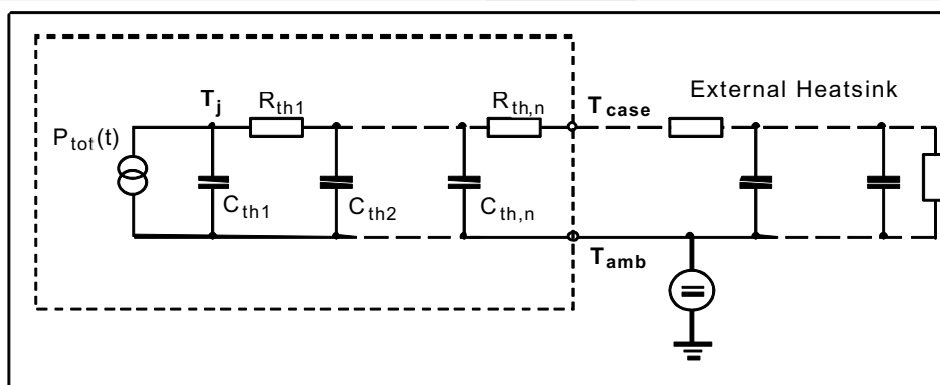 External Heatsink
T_j
R_th1
R_th,n
T_case
P_tot(t)
C_th1
C_th2
C_th,n
T_amb